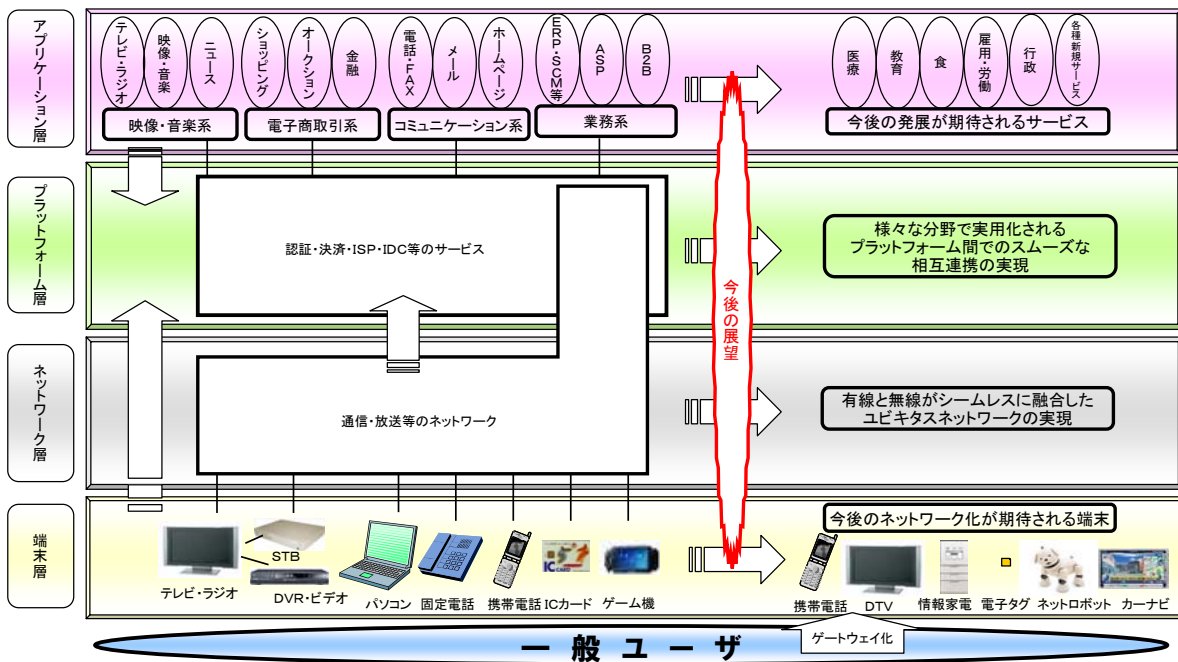 アプリケーション層
テレビ・ラジオ
映像・音楽
ニュース
ショッピング
オークション
金融
電話・FAX
メール
ホームページ
ERP・SCM等
ASP
B2B
医療
教育
食
雇用・労働
行政
各種新規サービス
映像・音楽系
電子商取引系
コミュニケーション系
業務系
今後の発展が期待されるサービス
プラットフォーム層
認証・決済・ISP・IDC等のサービス
様々な分野で実用化される
プラットフォーム間でのスムーズな
相互連携の実現
今後の展望
ネットワーク層
通信・放送等のネットワーク
有線と無線がシームレスに融合した
ユビキタスネットワークの実現
端末層
今後のネットワーク化が期待される端末
STB
テレビ・ラジオ
DVR・ビデオ
パソコン
固定電話
携帯電話
IC CARD
ICカード
ゲーム機
携帯電話
DTV
情報家電
電子タグ
ネットロボット
カーナビ
ゲートウェイ化
一般ユーザ